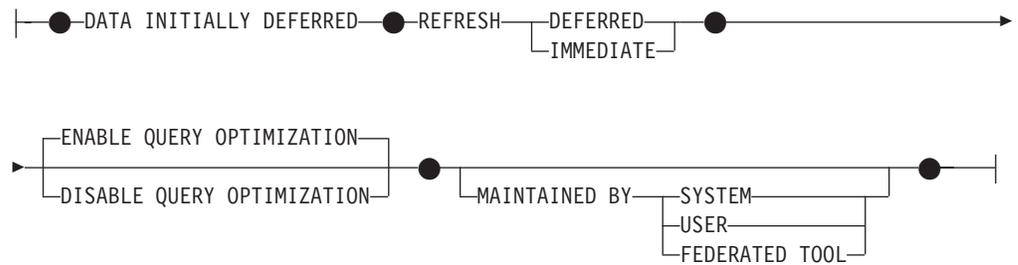 DATA INITIALLY DEFERRED REFRESH DEFERRED
IMMEDIATE
ENABLE QUERY OPTIMIZATION
DISABLE QUERY OPTIMIZATION
MAINTAINED BY SYSTEM
USER
FEDERATED TOOL